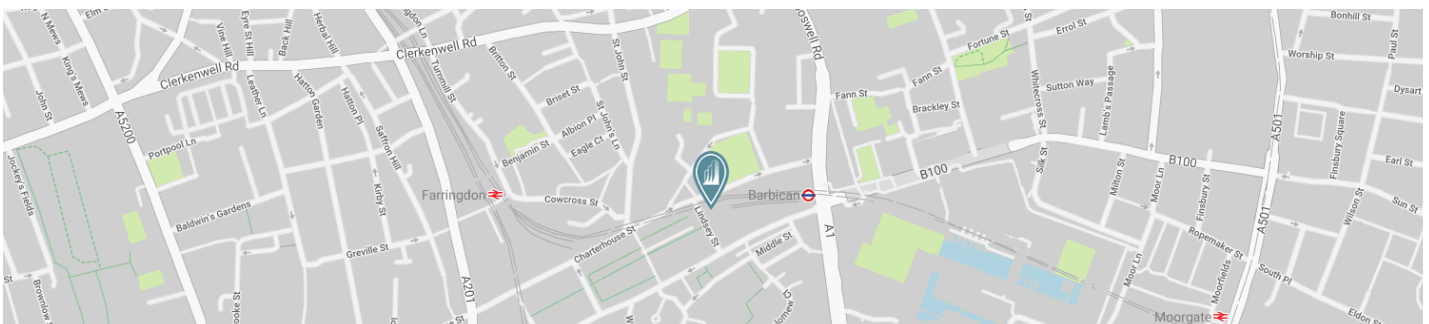 N Mews
Elm
King's Mews
John St
Jockey's Fields
Brownlow
St
A5200
Portpool Ln
Baldwin's Gardens
Clerkenwell Rd
Vine Hill
Eyre St Hill
Back Hill
Herbal Hill
Leather Ln
Hatton Garden
Hatton Pl
Saffron Hill
Kirby St
Greville St
A201
Clerkenwell Rd
Turnmill St
Farringdon
Britton St
Briset St
Albion Pl
Benjamin St
Eagle Ct
St John's Ln
St John St
Cowcross St
Charterhouse St
Lindsey St
Middle St
Barbican
A1
Fann St
Fann St
Brackley St
Fortune St
Errol St
Whitecross St
Sutton Way
Lamb's Passage
B100
B100
Silk St
Milton St
Moor Ln
Moor Ln
Finsbury St
Ropemaker St
South Pl
Moorfields
Moorgate
Eldon
A501
A501
Bonhill St
Worship St
Paul St
Dysart
Finsbury Square
Earl St
Wilson St
Sun St